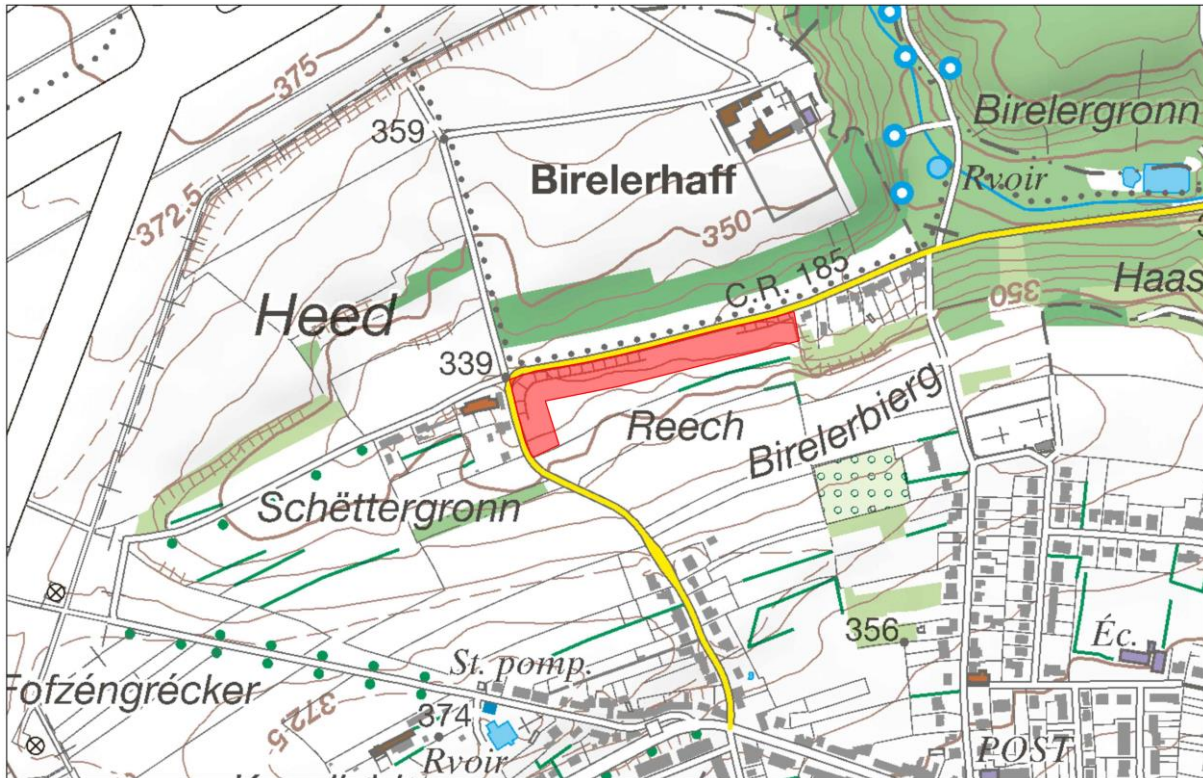 375
359
Birelergronn
Rvoir
Birelerhaff
372.5
350
C.R. 185
Heed
350
Haas
339
Reech
Birelerbierg
Schëttergronn
356
Éc.
St. pomp.
Fofzéngrécker
372.5
374
Rvoir
POST